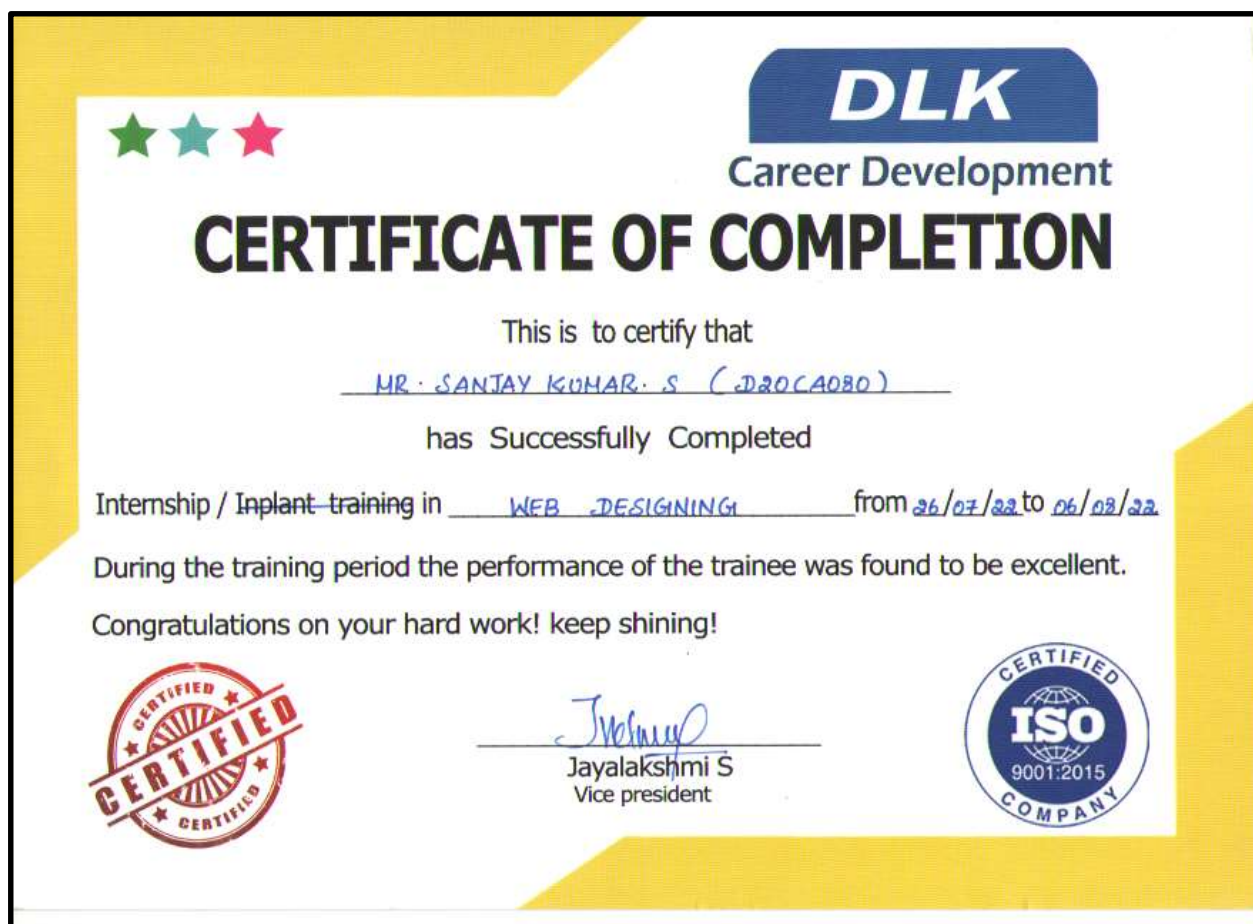 DLK
Career Development
CERTIFICATE OF COMPLETION
This is to certify that
MR. SANJAY KUMAR. S (D20CA080)
has Successfully Completed
Internship / Inplant training in WEB DESIGNING from 26/07/22 to 06/08/22
During the training period the performance of the trainee was found to be excellent.
Congratulations on your hard work! keep shining!
CERTIFIED
CERTIFIED
CERTIFIED
Jayalakshmi S
Vice president
CERTIFIED
ISO
9001:2015
COMPANY